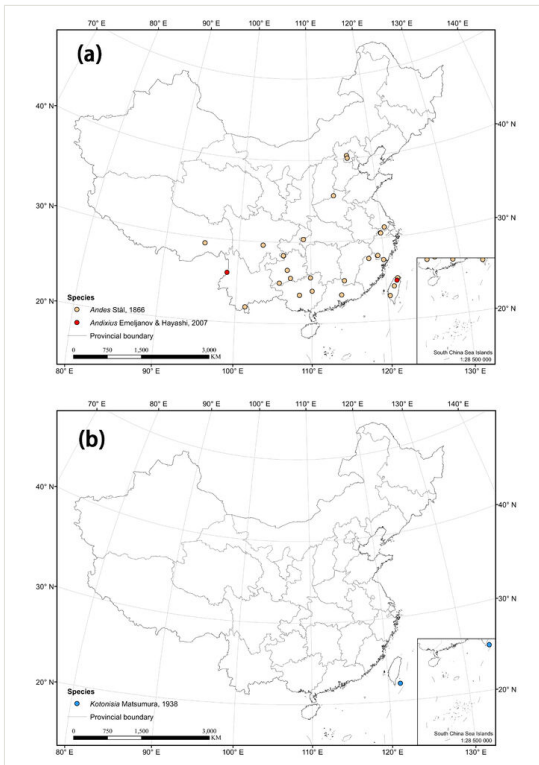 70° E 80° E 90° E 100° E 110° E 120° E 130° E 140° E
(a)
40° N
40° N
30° N
30° N
20° N
20° N
Species
Andes Stål, 1866
Andixius Emeljanov & Hayashi, 2007
Provincial boundary
0 750 1,500 3,000
KM
South China Sea Islands
1:28 500 000
80° E 90° E 100° E 110° E 120° E 130° E
70° E 80° E 90° E 100° E 110° E 120° E 130° E 140° E
(b)
40° N
40° N
30° N
30° N
20° N
20° N
Species
Kotonisia Matsumura, 1938
Provincial boundary
0 750 1,500 3,000
KM
South China Sea Islands
1:28 500 000
80° E 90° E 100° E 110° E 120° E 130° E